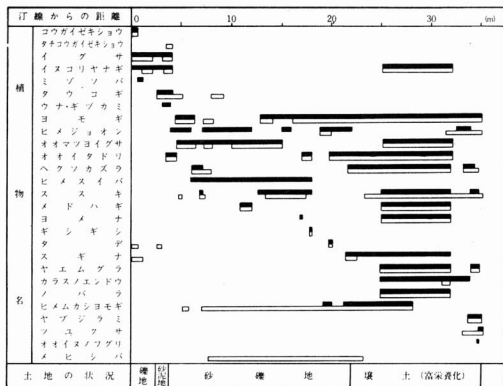 汀線からの距離 0 10 20 30 (m)
植物名
コウガイゼキショウ
タチコウガイゼキショウ
イグサ
イヌコリヤナギ
ミゾソバ
タウコギ
ウナギヅカミ
ヨモギ
ヒメジョオン
オオマツヨイグサ
オオイタドリ
ヘクソカズラ
ヒメスイバ
ススキ
メドハギ
ヨメナ
ギシギシ
タデ
スギナ
ヤエムグラ
カラスノエンドウ
ノバラ
ヒメムカシヨモギ
ヤブジラミ
ツユクサ
オオイヌノフグリ
メヒシバ
土地の状況 礫地 砂泥地 砂礫地 壌土(富栄養化)